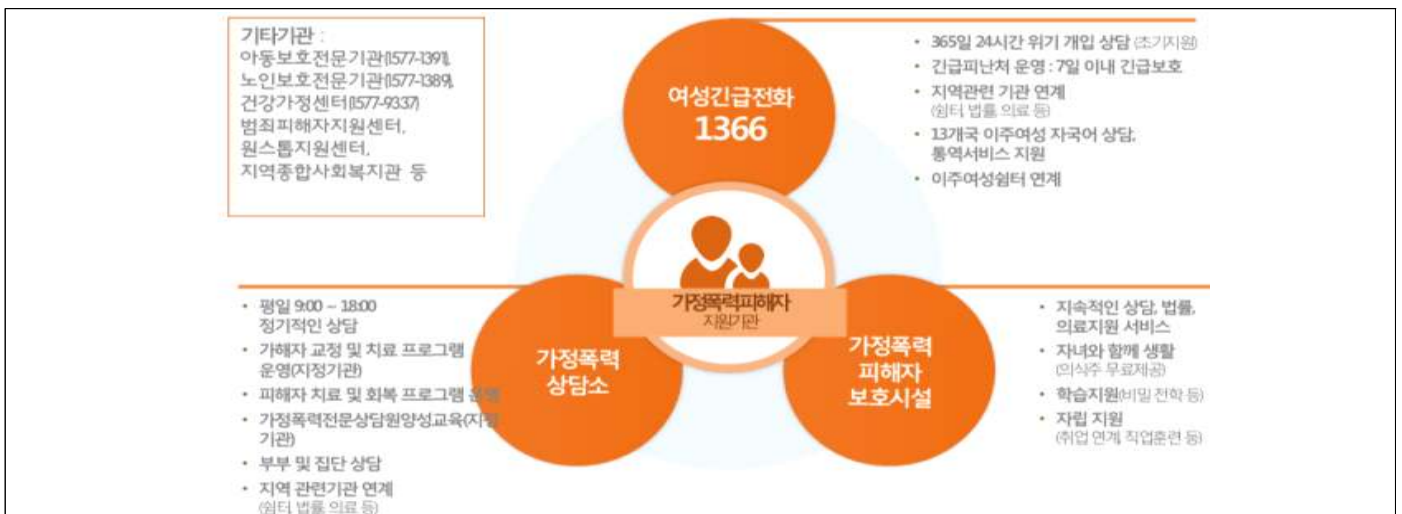 기타기관 :
아동보호전문기관(1577-1391),
노인보호전문기관(1577-1389),
건강가정센터(1577-9337)
범죄피해자지원센터,
원스톱지원센터,
지역종합사회복지관 등
여성긴급전화
1366
• 365일 24시간 위기 개입 상담 (초기지원)
• 긴급피난처 운영 : 7일 이내 긴급보호
• 지역관련 기관 연계
(쉼터 법률 의료 등)
• 13개국 이주여성 자국어 상담,
통역서비스 지원
• 이주여성쉼터 연계
가정폭력피해자
지원기관
• 평일 9:00 ~ 18:00
정기적인 상담
• 가해자 교정 및 치료 프로그램
운영(지정기관)
• 피해자 치료 및 회복 프로그램 운영
• 가정폭력전문상담원양성교육(지정
기관)
• 부부 및 집단 상담
• 지역 관련기관 연계
(쉼터, 법률 의료 등)
가정폭력
상담소
가정폭력
피해자
보호시설
• 지속적인 상담, 법률,
의료지원 서비스
• 자녀와 함께 생활
(의식주 무료제공)
• 학습지원(비밀 전학 등)
• 자립 지원
(취업 연계, 직업훈련 등)